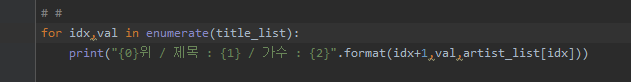 # #
for idx,val in enumerate(title_list):
print("{0}위 / 제목 : {1} / 가수 : {2}".format(idx+1,val,artist_list[idx]))